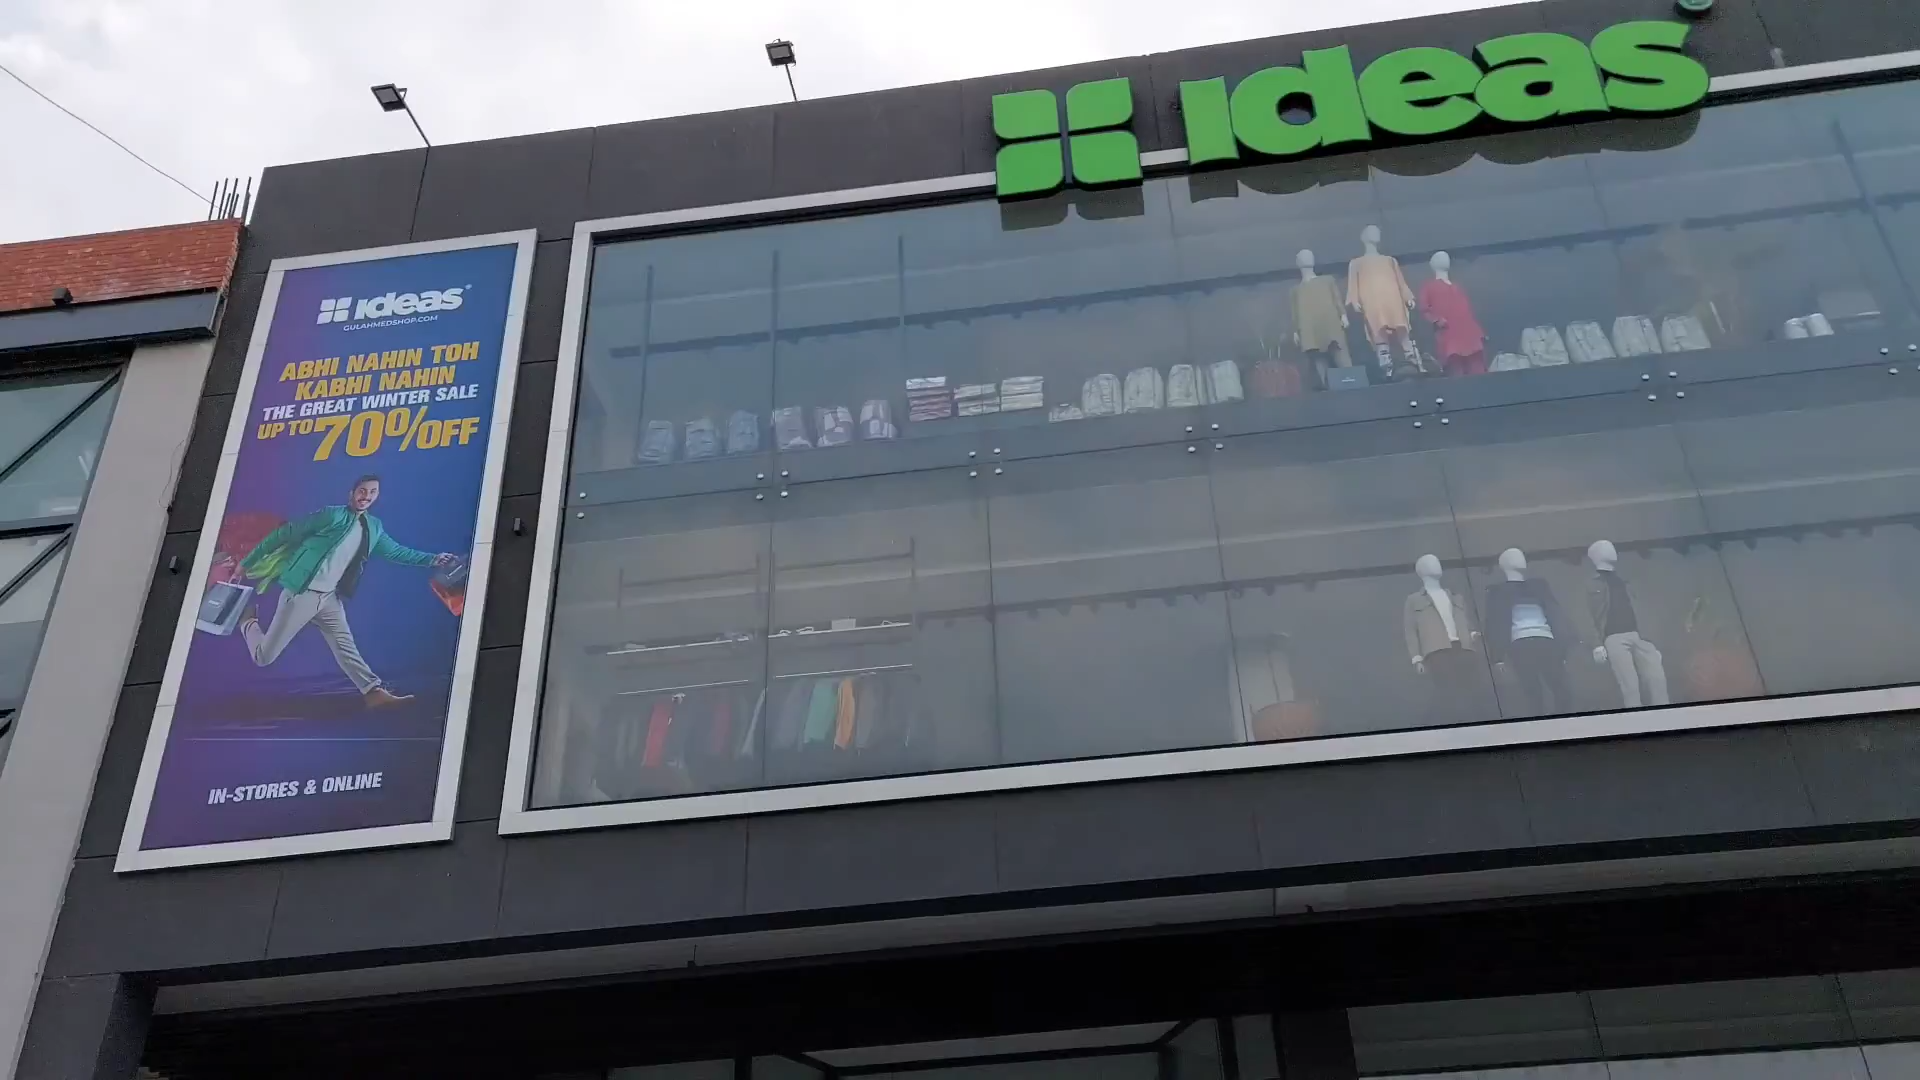 ideas
ideas
GULAHMEDSHOP.COM
ABHI NAHIN TOH
KABHI NAHIN
THE GREAT WINTER SALE
UP TO 70% OFF
IN-STORES & ONLINE